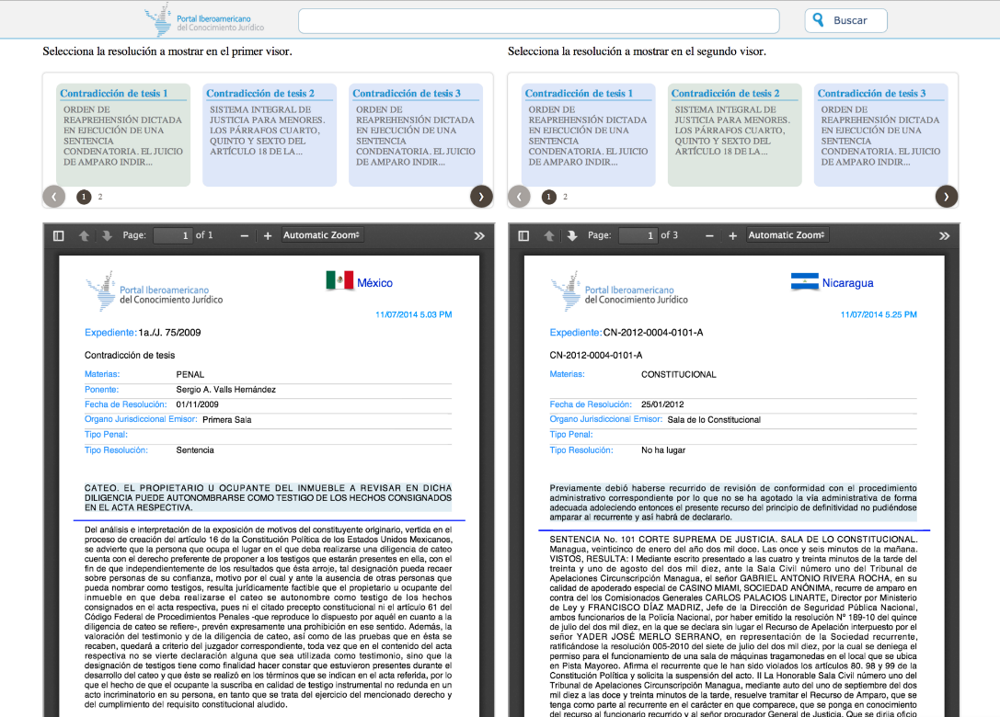 Portal Iberoamericano
del Conocimiento Jurídico
Buscar
Selecciona la resolución a mostrar en el primer visor.
Contradicción de tesis 1
ORDEN DE
REAPREHENSIÓN DICTADA
EN EJECUCIÓN DE UNA
SENTENCIA
CONDENATORIA. EL JUICIO
DE AMPARO INDIR...
Contradicción de tesis 2
SISTEMA INTEGRAL DE
JUSTICIA PARA MENORES.
LOS PÁRRAFOS CUARTO,
QUINTO Y SEXTO DEL
ARTÍCULO 18 DE LA...
Contradicción de tesis 3
ORDEN DE
REAPREHENSIÓN DICTADA
EN EJECUCIÓN DE UNA
SENTENCIA
CONDENATORIA. EL JUICIO
DE AMPARO INDIR...
1 2
Page: 1 of 1 Automatic Zoom
Portal Iberoamericano
del Conocimiento Jurídico
México
11/07/2014 5.03 PM
Expediente: 1a./J. 75/2009
Contradicción de tesis
Materias: PENAL
Ponente: Sergio A. Valls Hernández
Fecha de Resolución: 01/11/2009
Organo Jurisdiccional Emisor: Primera Sala
Tipo Penal:
Tipo Resolución: Sentencia
CATEO. EL PROPIETARIO U OCUPANTE DEL INMUEBLE A REVISAR EN DICHA
DILIGENCIA PUEDE AUTONOMBRARSE COMO TESTIGO DE LOS HECHOS CONSIGNADOS
EN EL ACTA RESPECTIVA.
Del análisis e interpretación de la exposición de motivos del constituyente originario, vertida en el
proceso de creación del artículo 16 de la Constitución Política de los Estados Unidos Mexicanos,
se advierte que la persona que ocupa el lugar en el que deba realizarse una diligencia de cateo
cuenta con el derecho preferente de proponer a los testigos que estarán presentes en ella, con el
fin de que independientemente de los resultados que ésta arroje, tal designación pueda recaer
sobre personas de su confianza, motivo por el cual y ante la ausencia de otras personas que
pueda nombrar como testigos, resulta jurídicamente factible que el propietario u ocupante del
inmueble en que deba realizarse el cateo se autonombre como testigo de los hechos
consignados en el acta respectiva, pues ni el citado precepto constitucional ni el artículo 61 del
Código Federal de Procedimientos Penales -que reproduce lo dispuesto por aquél en cuanto a la
diligencia de cateo se refiere-, prevén expresamente una prohibición en ese sentido. Además, la
valoración del testimonio y de la diligencia de cateo, así como de las pruebas que en ésta se
recaben, quedará a criterio del juzgador correspondiente, toda vez que en el contenido del acta
respectiva no se vierte declaración alguna que sea utilizada como testimonio, sino que la
designación de testigos tiene como finalidad hacer constar que estuvieron presentes durante el
desarrollo del cateo y que éste se realizó en los términos que se indican en el acta referida, por lo
que el hecho de que el ocupante la suscriba en calidad de testigo instrumental no redunda en un
acto incriminatorio en su persona, en tanto que se trata del ejercicio del mencionado derecho y
del cumplimiento del requisito constitucional aludido.
Selecciona la resolución a mostrar en el segundo visor.
Contradicción de tesis 1
ORDEN DE
REAPREHENSIÓN DICTADA
EN EJECUCIÓN DE UNA
SENTENCIA
CONDENATORIA. EL JUICIO
DE AMPARO INDIR...
Contradicción de tesis 2
SISTEMA INTEGRAL DE
JUSTICIA PARA MENORES.
LOS PÁRRAFOS CUARTO,
QUINTO Y SEXTO DEL
ARTÍCULO 18 DE LA...
Contradicción de tesis 3
ORDEN DE
REAPREHENSIÓN DICTADA
EN EJECUCIÓN DE UNA
SENTENCIA
CONDENATORIA. EL JUICIO
DE AMPARO INDIR...
1 2
Page: 1 of 3 Automatic Zoom
Portal Iberoamericano
del Conocimiento Jurídico
Nicaragua
11/07/2014 5.25 PM
Expediente: CN-2012-0004-0101-A
CN-2012-0004-0101-A
Materias: CONSTITUCIONAL
Fecha de Resolución: 25/01/2012
Organo Jurisdiccional Emisor: Sala de lo Constitucional
Tipo Penal:
Tipo Resolución: No ha lugar
Previamente debió haberse recurrido de revisión de conformidad con el procedimiento
administrativo correspondiente por lo que no se ha agotado la vía administrativa de forma
adecuada adoleciendo entonces el presente recurso del principio de definitividad no pudiéndose
amparar al recurrente y así habrá de declararlo.
SENTENCIA No. 101 CORTE SUPREMA DE JUSTICIA. SALA DE LO CONSTITUCIONAL.
Managua, veinticinco de enero del año dos mil doce. Las once y seis minutos de la mañana.
VISTOS, RESULTA: I Mediante escrito presentado a las cuatro y treinta minutos de la tarde del
treinta y uno de agosto del dos mil diez, ante la Sala Civil número uno del Tribunal de
Apelaciones Circunscripción Managua, el señor GABRIEL ANTONIO RIVERA ROCHA, en su
calidad de apoderado especial de CASINO MIAMI, SOCIEDAD ANÓNIMA, recurre de amparo en
contra del los Comisionados Generales CARLOS PALACIOS LINARTE, Director por Ministerio
de Ley y FRANCISCO DÍAZ MADRIZ, Jefe de la Dirección de Seguridad Pública Nacional,
ambos funcionarios de la Policía Nacional, por haber emitido la resolución Nº 189-10 del quince
de julio del dos mil diez, en la que se declara sin lugar el Recurso de Apelación interpuesto por el
señor YADER JOSÉ MERLO SERRANO, en representación de la Sociedad recurrente,
ratificándose la resolución 005-2010 del siete de julio del dos mil diez, por la cual se deniega el
permiso para el funcionamiento de una sala de máquinas tragamonedas en el local que se ubica
en Pista Mayoreo. Afirma el recurrente que le han sido violados los artículos 80. 98 y 99 de la
Constitución Política y solicita la suspensión del acto. II La Honorable Sala Civil número uno del
Tribunal de Apelaciones Circunscripción Managua, mediante auto del uno de septiembre del dos
mil diez a las doce y treinta minutos de la tarde, resuelve tramitar el Recurso de Amparo, que se
tenga como parte al recurrente en el carácter en que comparece, que se ponga en conocimiento
del recurso al funcionario recurrido y al señor procurador General de Justicia. Que se diria oficio